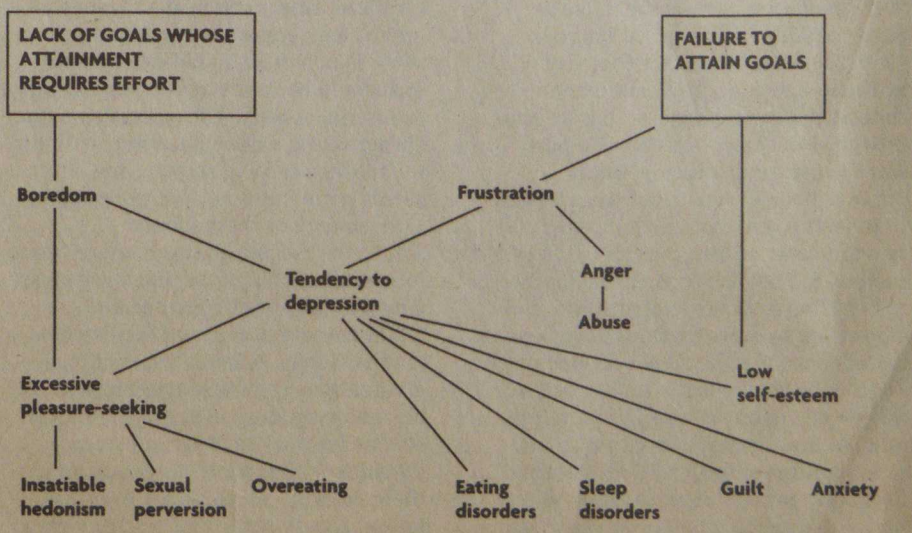 LACK OF GOALS WHOSE
ATTAINMENT
REQUIRES EFFORT
FAILURE TO
ATTAIN GOALS
Boredom
Frustration
Tendency to
depression
Anger
Abuse
Excessive
pleasure-seeking
Low
self-esteem
Insatiable
hedonism
Sexual
perversion
Overeating
Eating
disorders
Sleep
disorders
Guilt
Anxiety